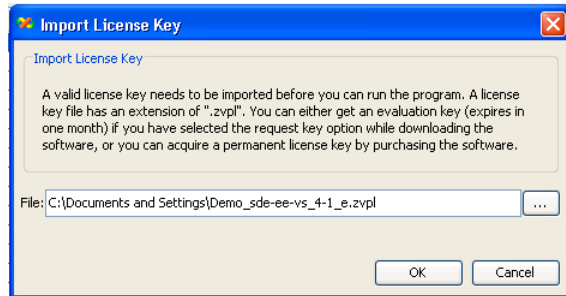 Import License Key
Import License Key
A valid license key needs to be imported before you can run the program. A license
key file has an extension of ".zvpl". You can either get an evaluation key (expires in
one month) if you have selected the request key option while downloading the
software, or you can acquire a permanent license key by purchasing the software.
File: C:\Documents and Settings\Demo_sde-ee-vs_4-1_e.zvpl ...
OK Cancel